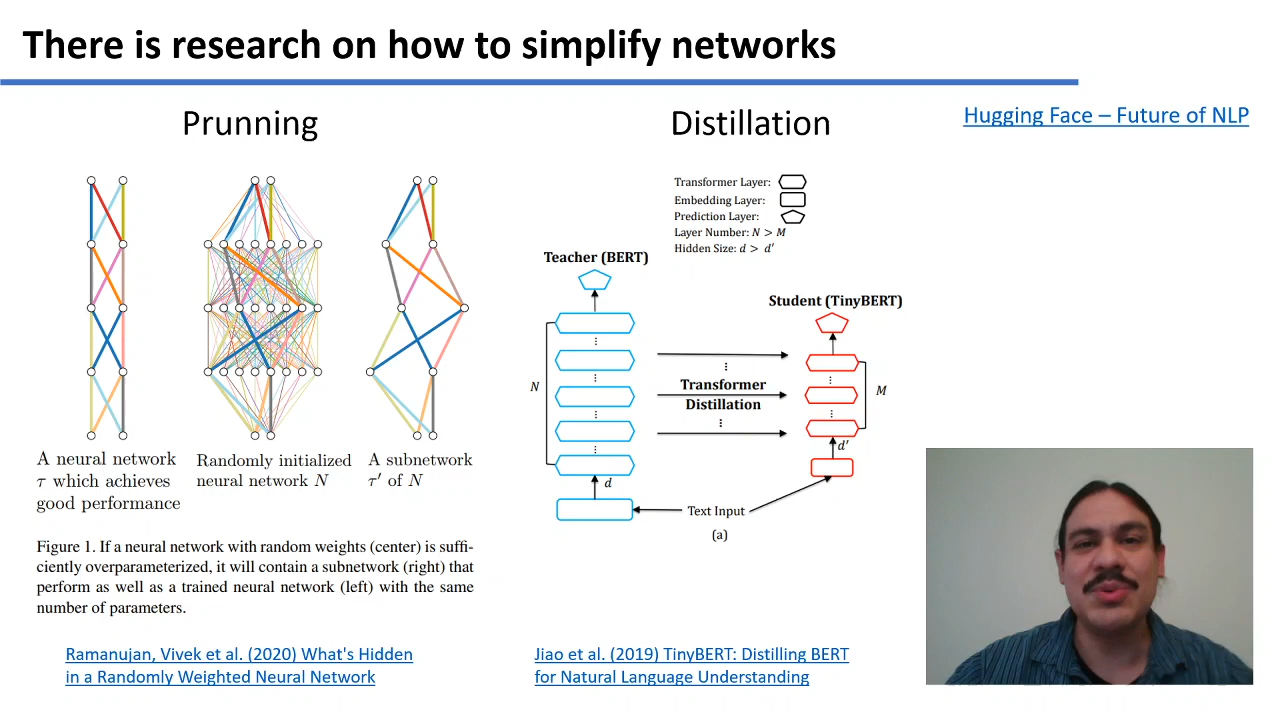 There is research on how to simplify networks
Prunning
Distillation
Hugging Face – Future of NLP
A neural network
τ which achieves
good performance
Randomly initialized
neural network N
A subnetwork
τ′ of N
Figure 1. If a neural network with random weights (center) is suffi-
ciently overparameterized, it will contain a subnetwork (right) that
perform as well as a trained neural network (left) with the same
number of parameters.
Ramanujan, Vivek et al. (2020) What's Hidden
in a Randomly Weighted Neural Network
Transformer Layer:
Embedding Layer:
Prediction Layer:
Layer Number: N > M
Hidden Size: d > d′
Teacher (BERT)
Student (TinyBERT)
N
Transformer
Distillation
M
d
d′
Text Input
(a)
Jiao et al. (2019) TinyBERT: Distilling BERT
for Natural Language Understanding